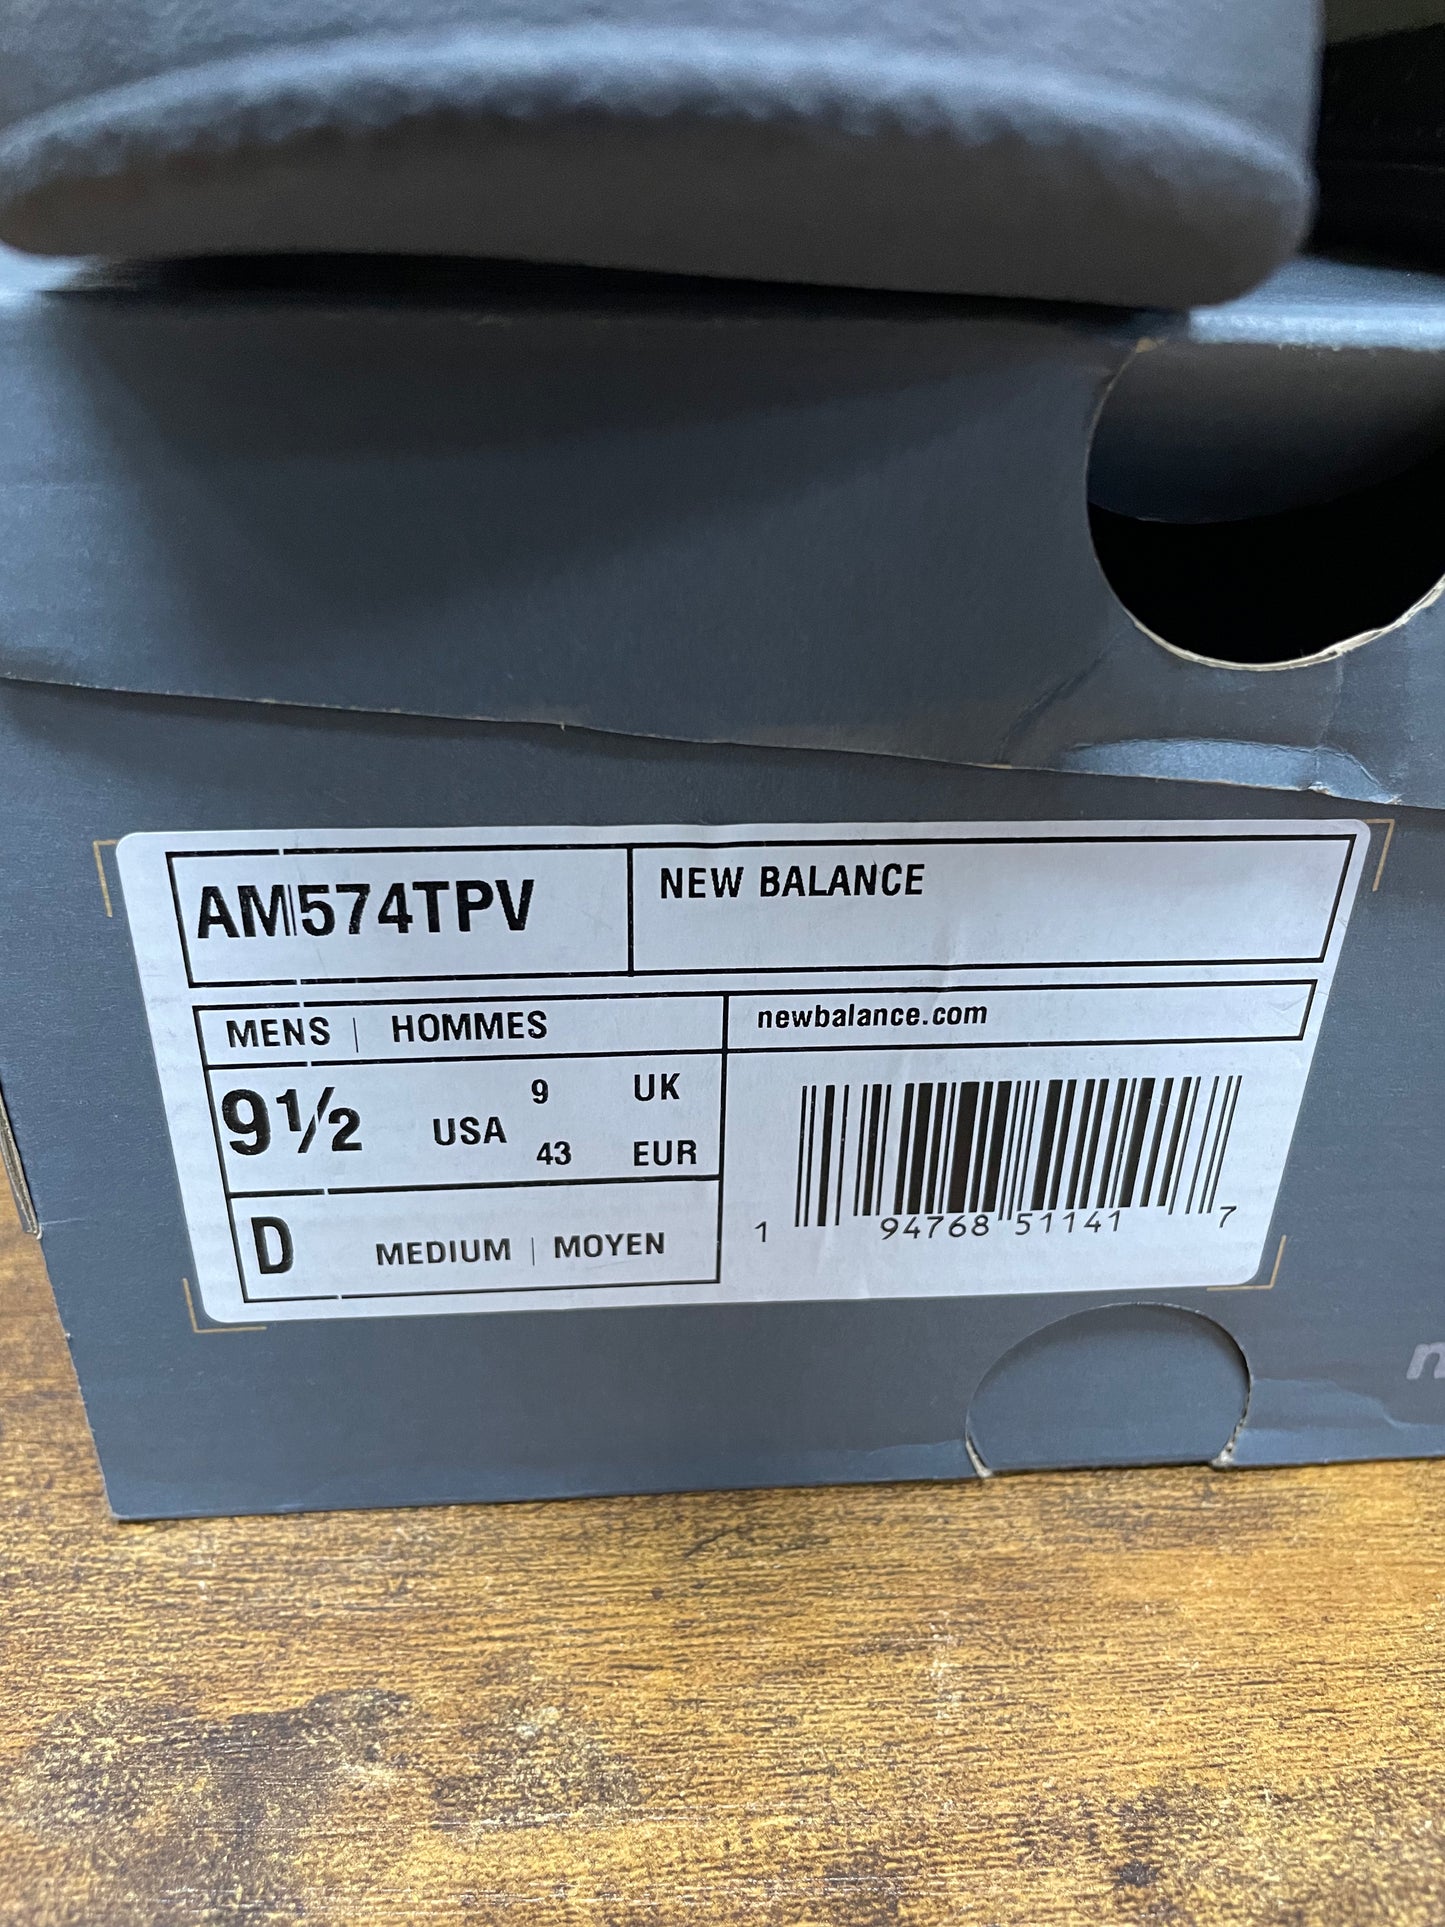 AM574TPV
NEW BALANCE
MENS | HOMMES
newbalance.com
9½ USA 9 UK
43 EUR
D MEDIUM | MOYEN
1 94768 51141 7